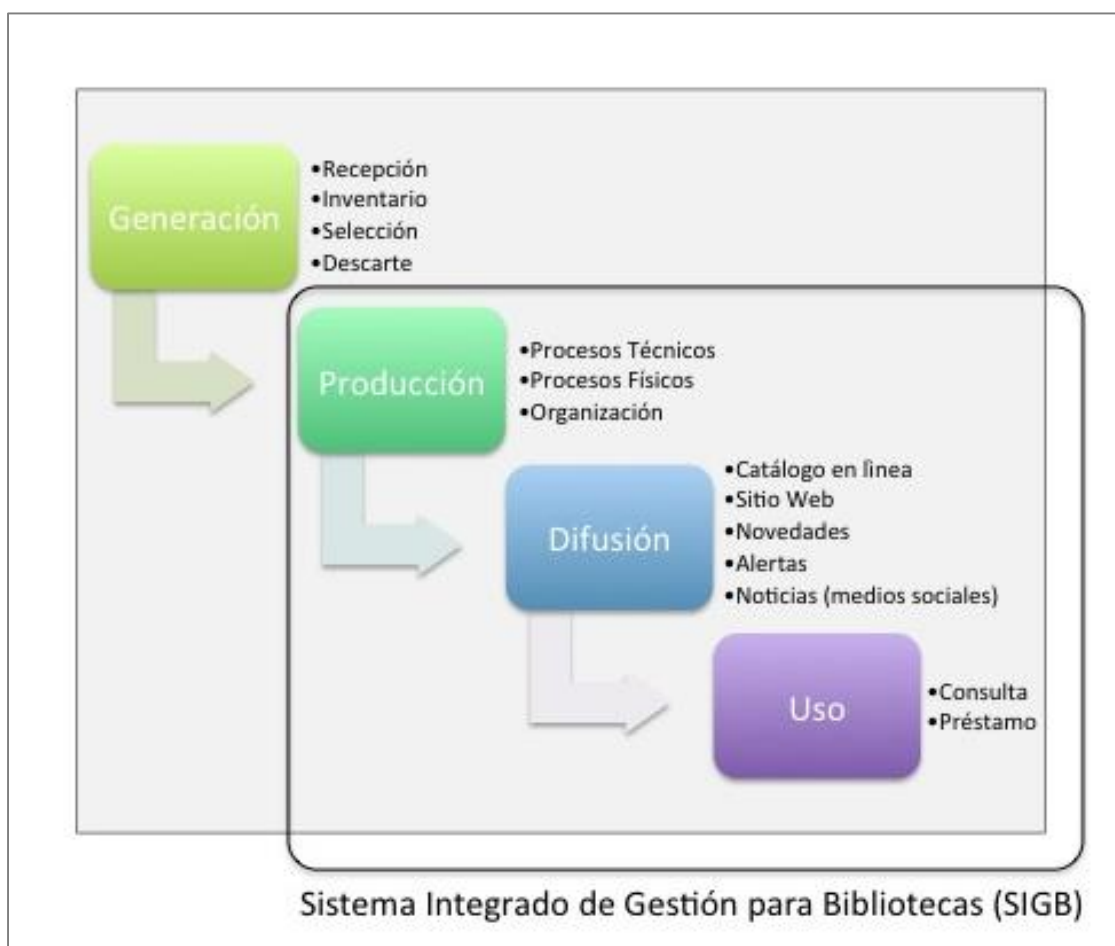 Generación
•Recepción
•Inventario
•Selección
•Descarte
Producción
•Procesos Técnicos
•Procesos Físicos
•Organización
Difusión
•Catálogo en lìnea
•Sitio Web
•Novedades
•Alertas
•Noticias (medios sociales)
Uso
•Consulta
•Préstamo
Sistema Integrado de Gestión para Bibliotecas (SIGB)